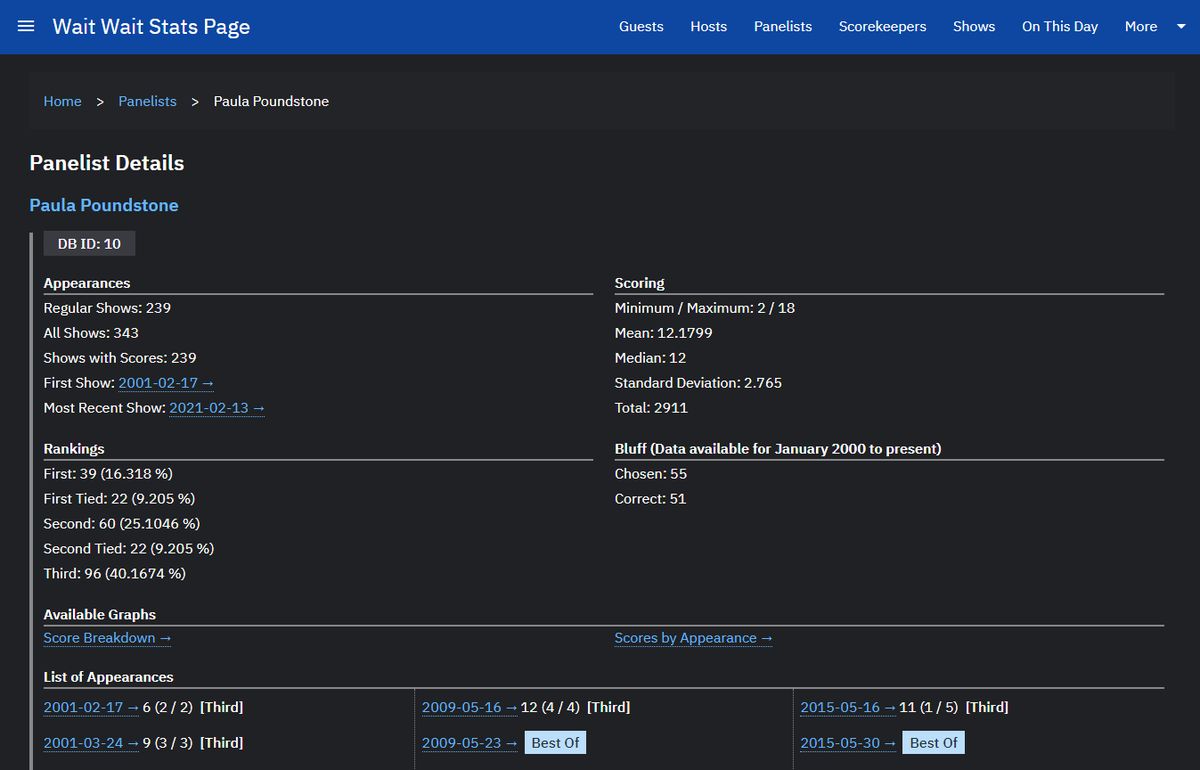 Wait Wait Stats Page
Guests Hosts Panelists Scorekeepers Shows On This Day More
Home > Panelists > Paula Poundstone
Panelist Details
Paula Poundstone
DB ID: 10
Appearances
Regular Shows: 239
All Shows: 343
Shows with Scores: 239
First Show: 2001-02-17 →
Most Recent Show: 2021-02-13 →
Scoring
Minimum / Maximum: 2 / 18
Mean: 12.1799
Median: 12
Standard Deviation: 2.765
Total: 2911
Rankings
First: 39 (16.318 %)
First Tied: 22 (9.205 %)
Second: 60 (25.1046 %)
Second Tied: 22 (9.205 %)
Third: 96 (40.1674 %)
Bluff (Data available for January 2000 to present)
Chosen: 55
Correct: 51
Available Graphs
Score Breakdown →
Scores by Appearance →
List of Appearances
2001-02-17 → 6 (2 / 2) [Third]
2001-03-24 → 9 (3 / 3) [Third]
2009-05-16 → 12 (4 / 4) [Third]
2009-05-23 → Best Of
2015-05-16 → 11 (1 / 5) [Third]
2015-05-30 → Best Of